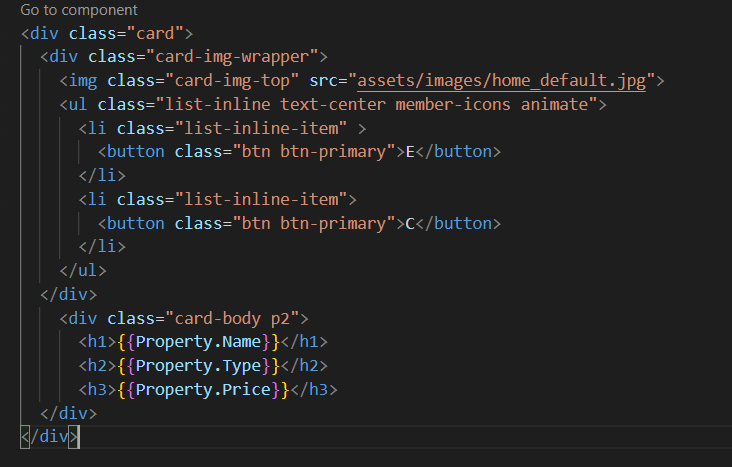 Go to component
<div class="card">
<div class="card-img-wrapper">
<img class="card-img-top" src="assets/images/home_default.jpg">
<ul class="list-inline text-center member-icons animate">
<li class="list-inline-item" >
<button class="btn btn-primary">E</button>
</li>
<li class="list-inline-item">
<button class="btn btn-primary">C</button>
</li>
</ul>
</div>
<div class="card-body p2">
<h1>{{Property.Name}}</h1>
<h2>{{Property.Type}}</h2>
<h3>{{Property.Price}}</h3>
</div>
</div>